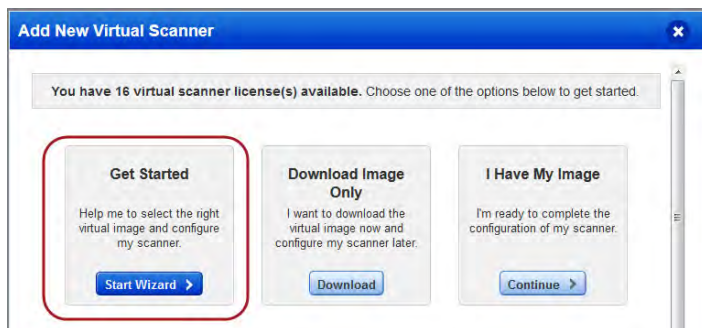 Add New Virtual Scanner
You have 16 virtual scanner license(s) available. Choose one of the options below to get started.
Get Started
Help me to select the right
virtual image and configure
my scanner.
Start Wizard
Download Image
Only
I want to download the
virtual image now and
configure my scanner later.
Download
I Have My Image
I'm ready to complete the
configuration of my scanner.
Continue